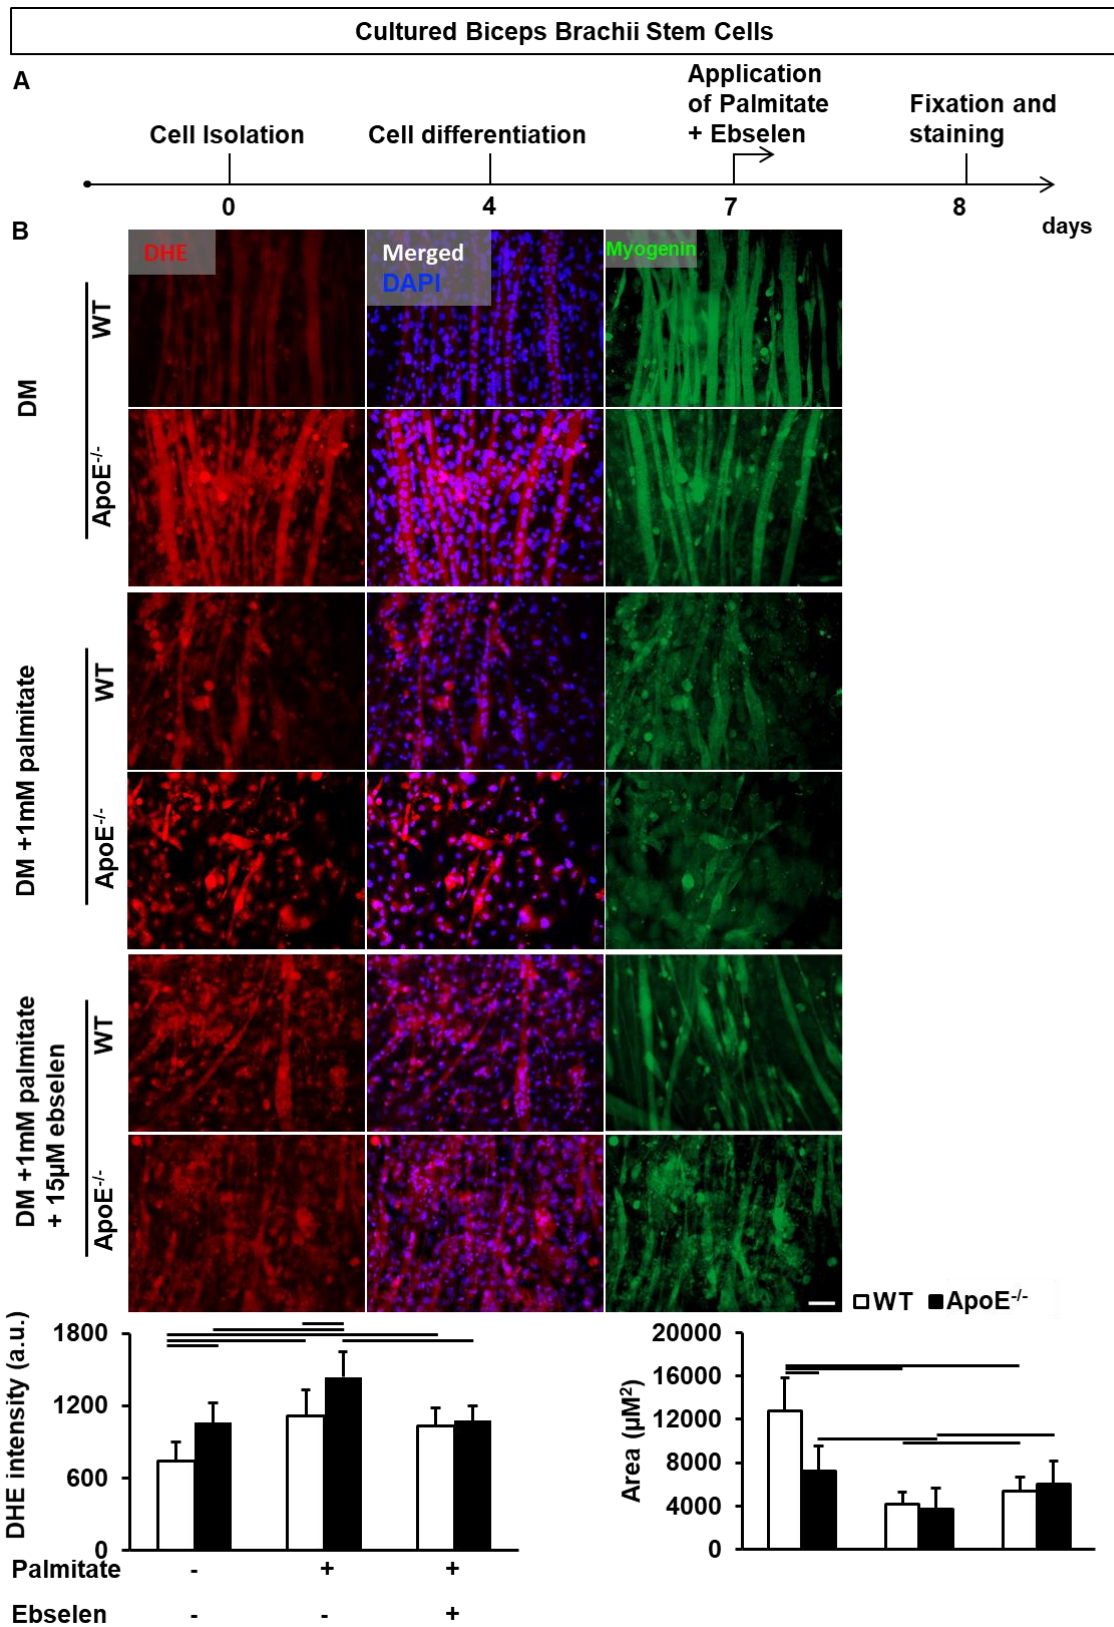 Cultured Biceps Brachii Stem Cells
A
Application
of Palmitate
+ Ebselen
Fixation and
staining
Cell Isolation
Cell differentiation
0
4
7
8
days
B
DHE
Merged
DAPI
Myogenin
DM
WT
ApoE-/-
DM +1mM palmitate
WT
ApoE-/-
DM +1mM palmitate
+ 15µM ebselen
WT
ApoE-/-
WT ApoE-/-
DHE intensity (a.u.)
1800
1200
600
0
Area (µM2)
20000
16000
12000
8000
4000
0
Palmitate - + +
Ebselen - - +